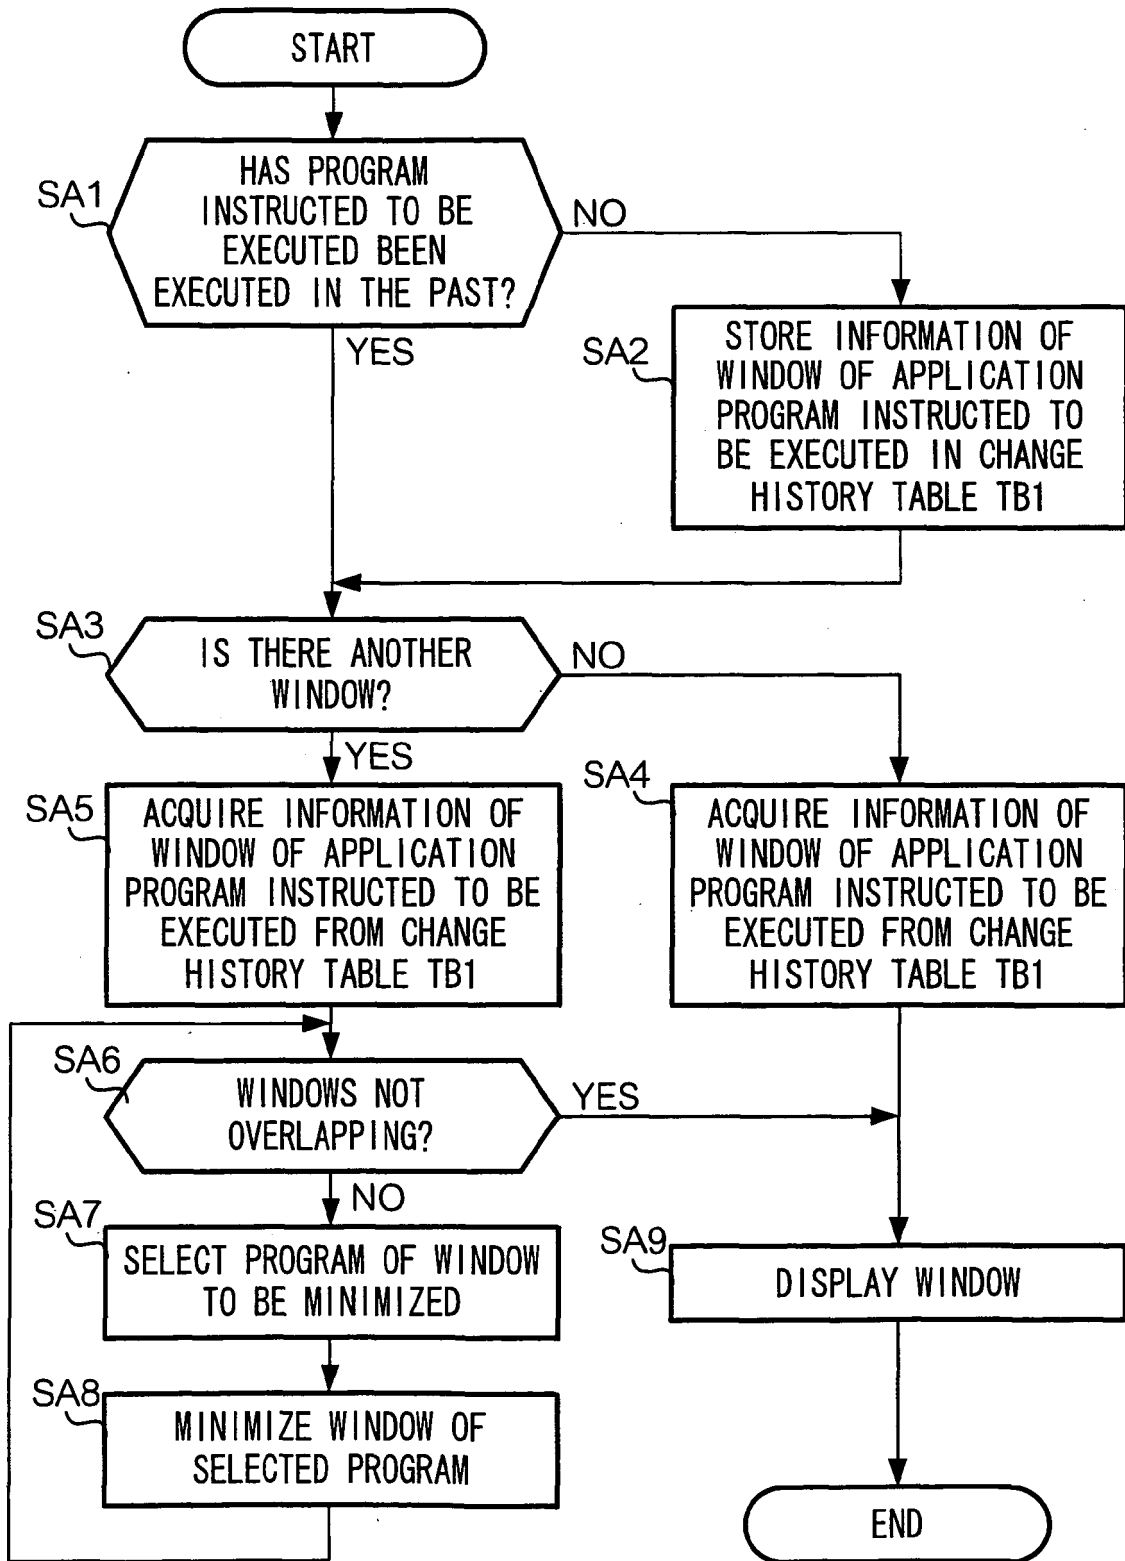 START
SA1
HAS PROGRAM
INSTRUCTED TO BE
EXECUTED BEEN
EXECUTED IN THE PAST?
NO
YES
SA2
STORE INFORMATION OF
WINDOW OF APPLICATION
PROGRAM INSTRUCTED TO
BE EXECUTED IN CHANGE
HISTORY TABLE TB1
SA3
IS THERE ANOTHER
WINDOW?
NO
YES
SA5
ACQUIRE INFORMATION OF
WINDOW OF APPLICATION
PROGRAM INSTRUCTED TO BE
EXECUTED FROM CHANGE
HISTORY TABLE TB1
SA4
ACQUIRE INFORMATION OF
WINDOW OF APPLICATION
PROGRAM INSTRUCTED TO BE
EXECUTED FROM CHANGE
HISTORY TABLE TB1
SA6
WINDOWS NOT
OVERLAPPING?
YES
NO
SA7
SELECT PROGRAM OF WINDOW
TO BE MINIMIZED
SA9
DISPLAY WINDOW
SA8
MINIMIZE WINDOW OF
SELECTED PROGRAM
END